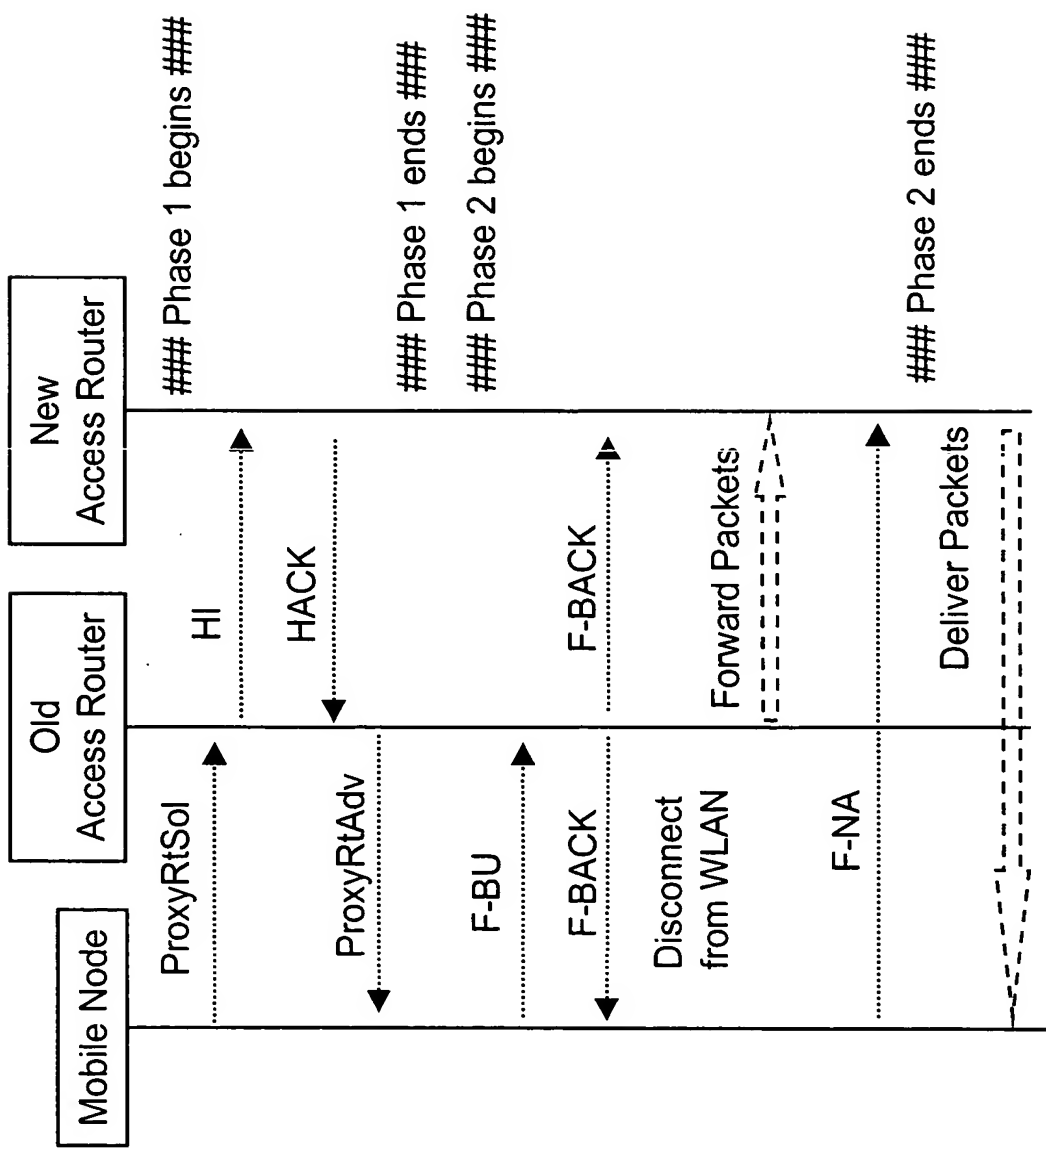 Mobile Node
Old
Access Router
New
Access Router
### Phase 1 begins ###
ProxyRtSol
HI
HACK
ProxyRtAdv
### Phase 1 ends ###
### Phase 2 begins ###
F-BU
F-BACK
F-BACK
Disconnect
from WLAN
Forward Packets
F-NA
### Phase 2 ends ###
Deliver Packets